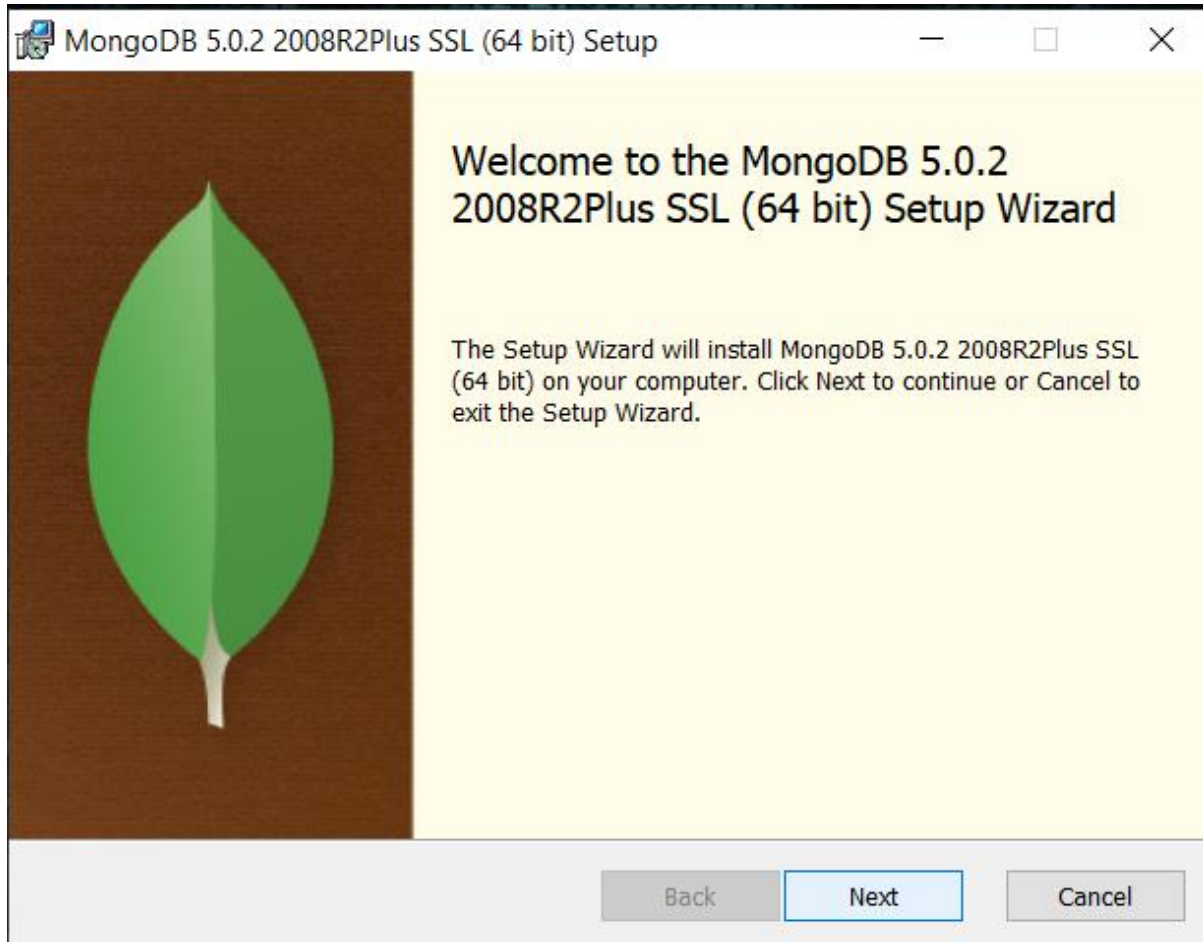 MongoDB 5.0.2 2008R2Plus SSL (64 bit) Setup
Welcome to the MongoDB 5.0.2
2008R2Plus SSL (64 bit) Setup Wizard
The Setup Wizard will install MongoDB 5.0.2 2008R2Plus SSL
(64 bit) on your computer. Click Next to continue or Cancel to
exit the Setup Wizard.
Back Next Cancel